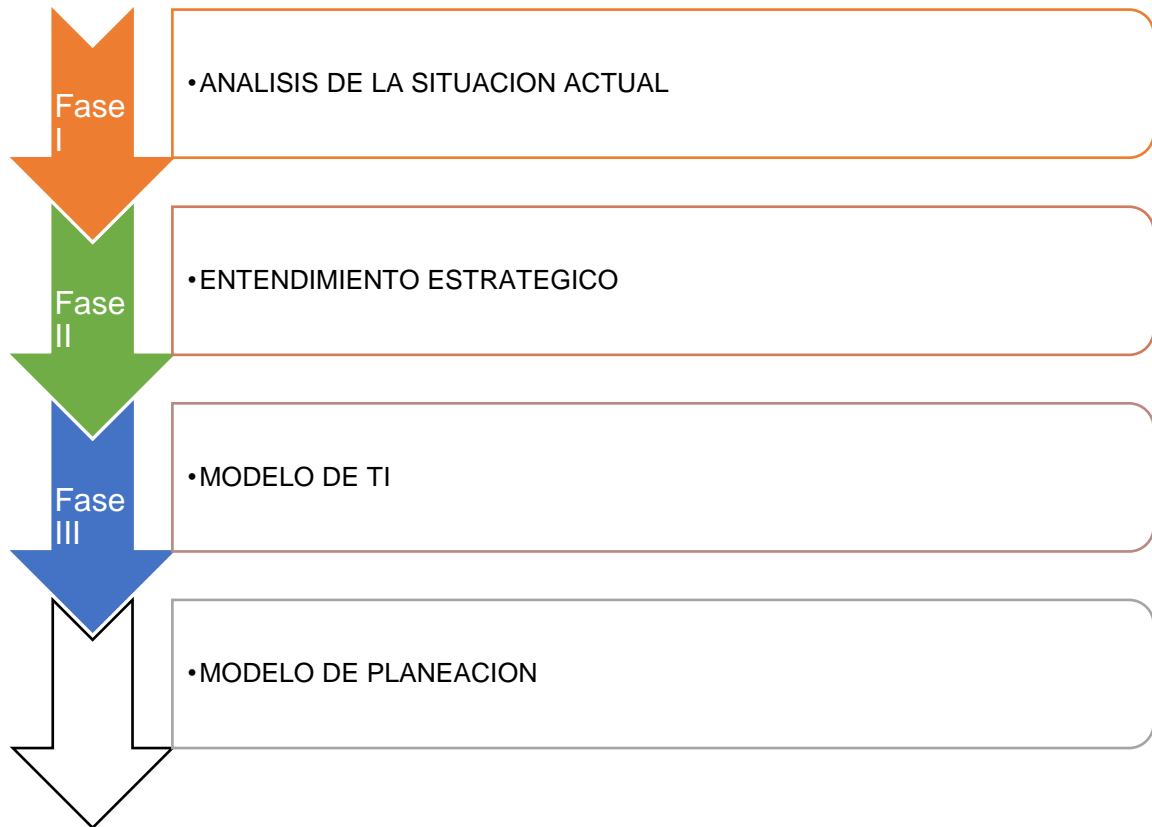 Fase
I
•ANALISIS DE LA SITUACION ACTUAL
Fase
II
•ENTENDIMIENTO ESTRATEGICO
Fase
III
•MODELO DE TI
•MODELO DE PLANEACION